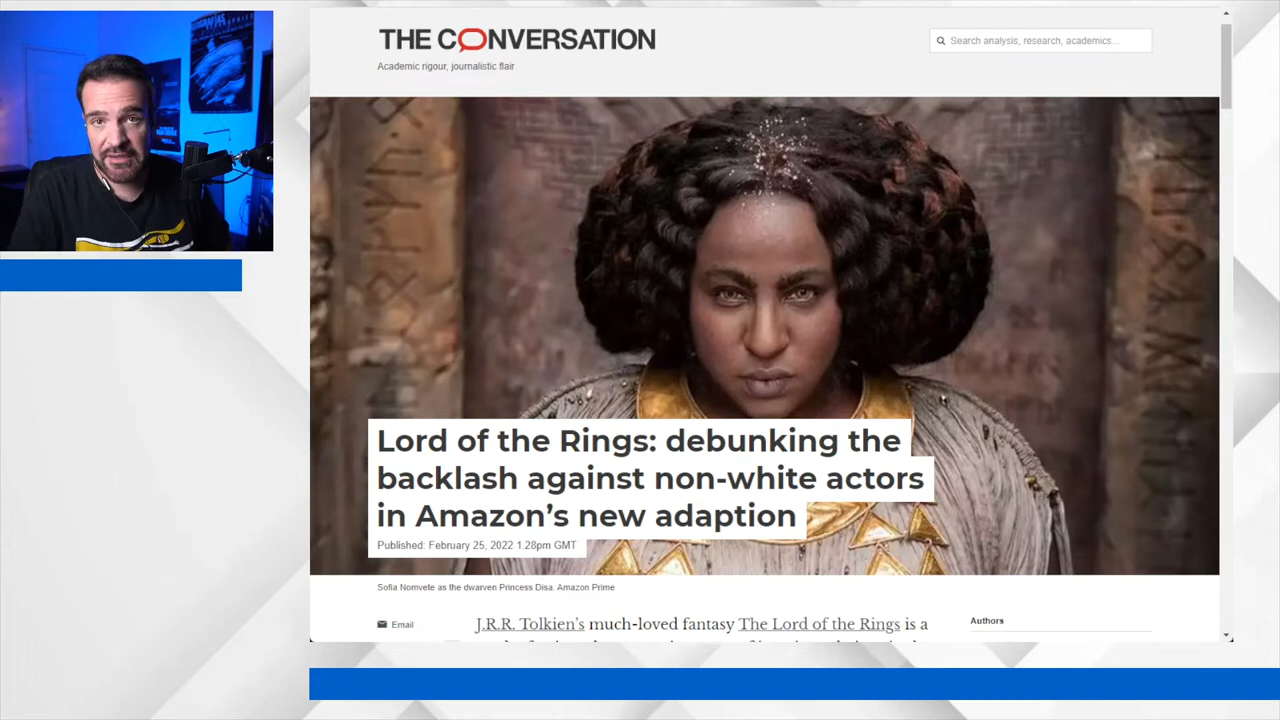 THE CONVERSATION
Academic rigour, journalistic flair
Search analysis, research, academics...
Lord of the Rings: debunking the
backlash against non-white actors
in Amazon's new adaption
Published: February 25, 2022 1.28pm GMT
Sofia Nomvete as the dwarven Princess Disa. Amazon Prime
Email
J.R.R. Tolkien's much-loved fantasy The Lord of the Rings is a
Authors